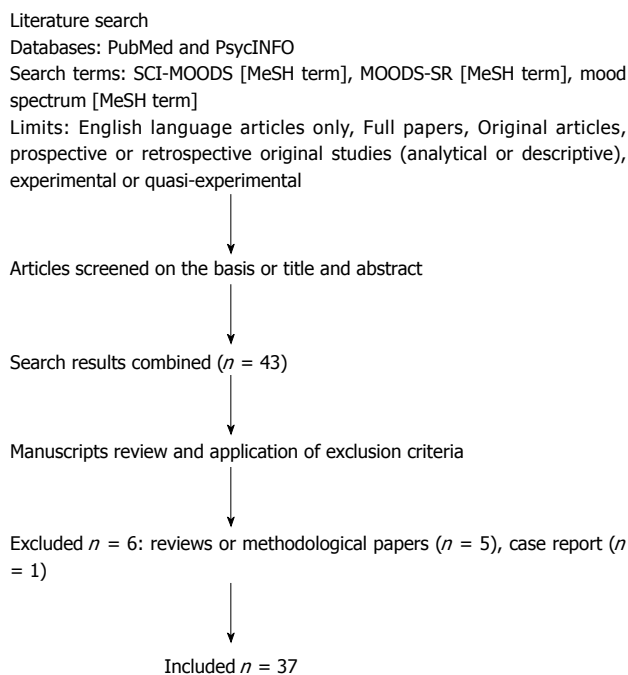 Literature search
Databases: PubMed and PsycINFO
Search terms: SCI-MOODS [MeSH term], MOODS-SR [MeSH term], mood
spectrum [MeSH term]
Limits: English language articles only, Full papers, Original articles,
prospective or retrospective original studies (analytical or descriptive),
experimental or quasi-experimental
Articles screened on the basis or title and abstract
Search results combined (n = 43)
Manuscripts review and application of exclusion criteria
Excluded n = 6: reviews or methodological papers (n = 5), case report (n
= 1)
Included n = 37